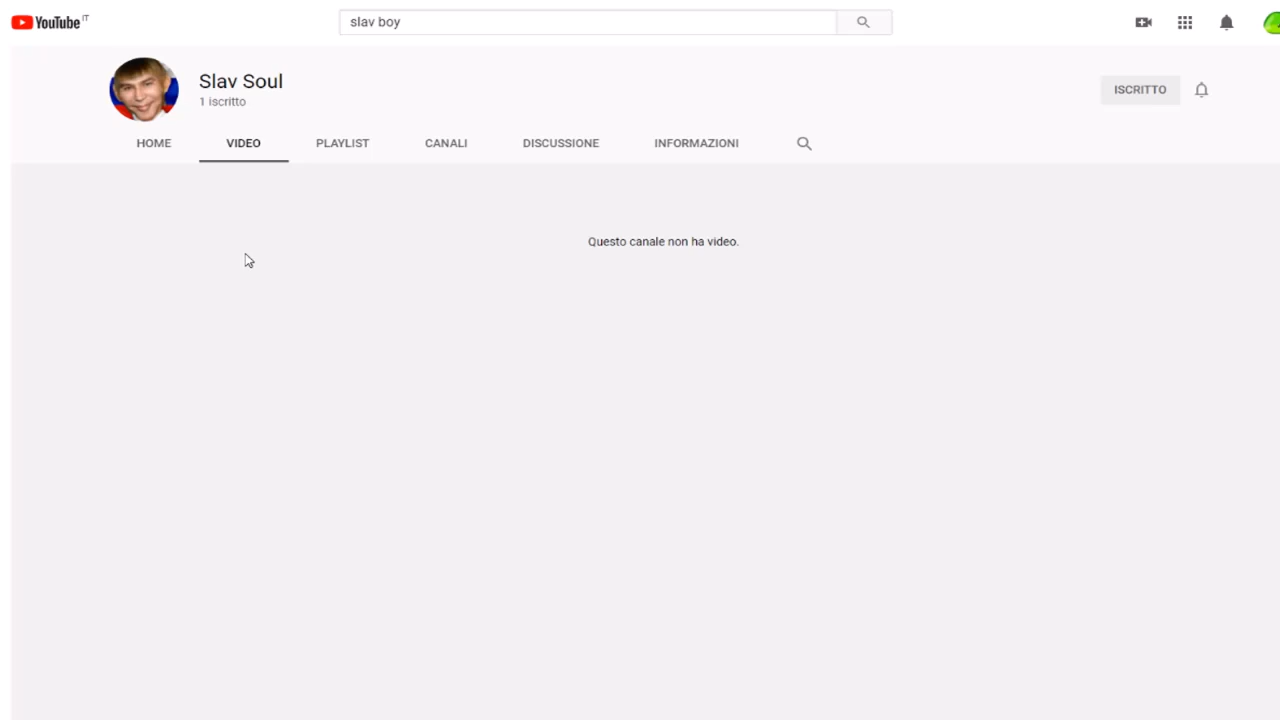 YouTube IT
slav boy
Slav Soul
1 iscritto
ISCRITTO
HOME VIDEO PLAYLIST CANALI DISCUSSIONE INFORMAZIONI
Questo canale non ha video.